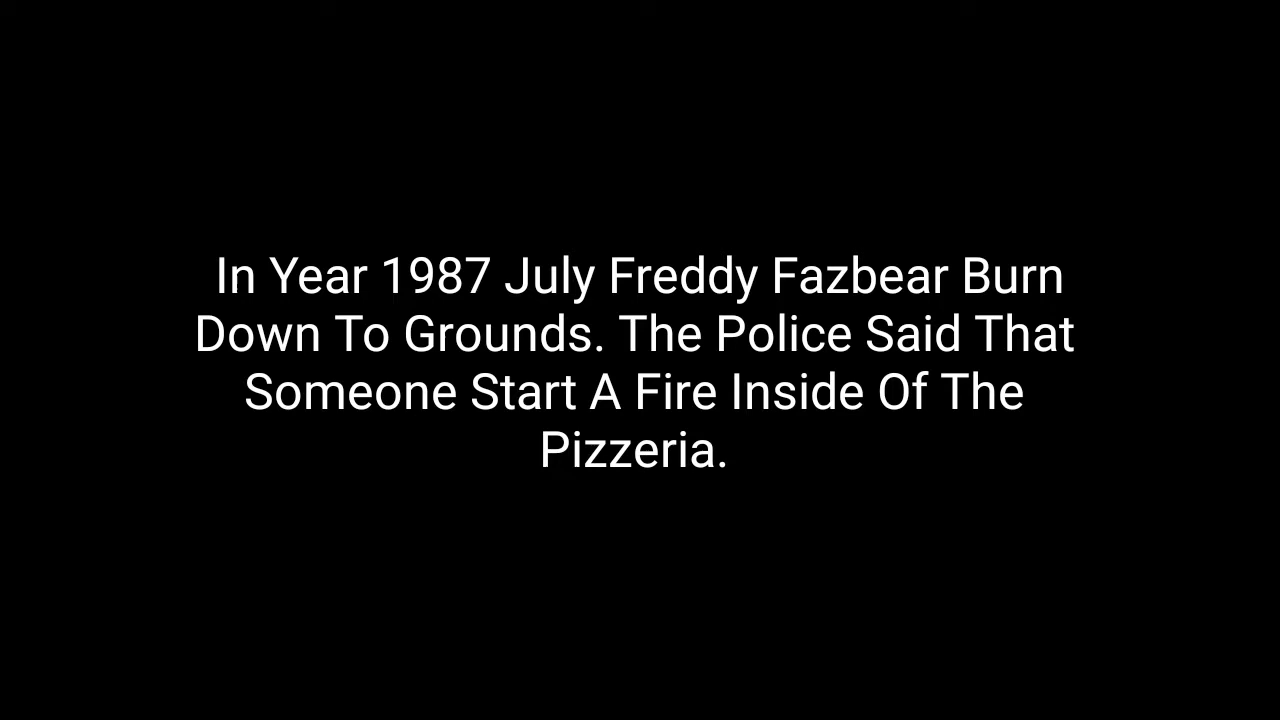 In Year 1987 July Freddy Fazbear Burn
Down To Grounds. The Police Said That
Someone Start A Fire Inside Of The
Pizzeria.